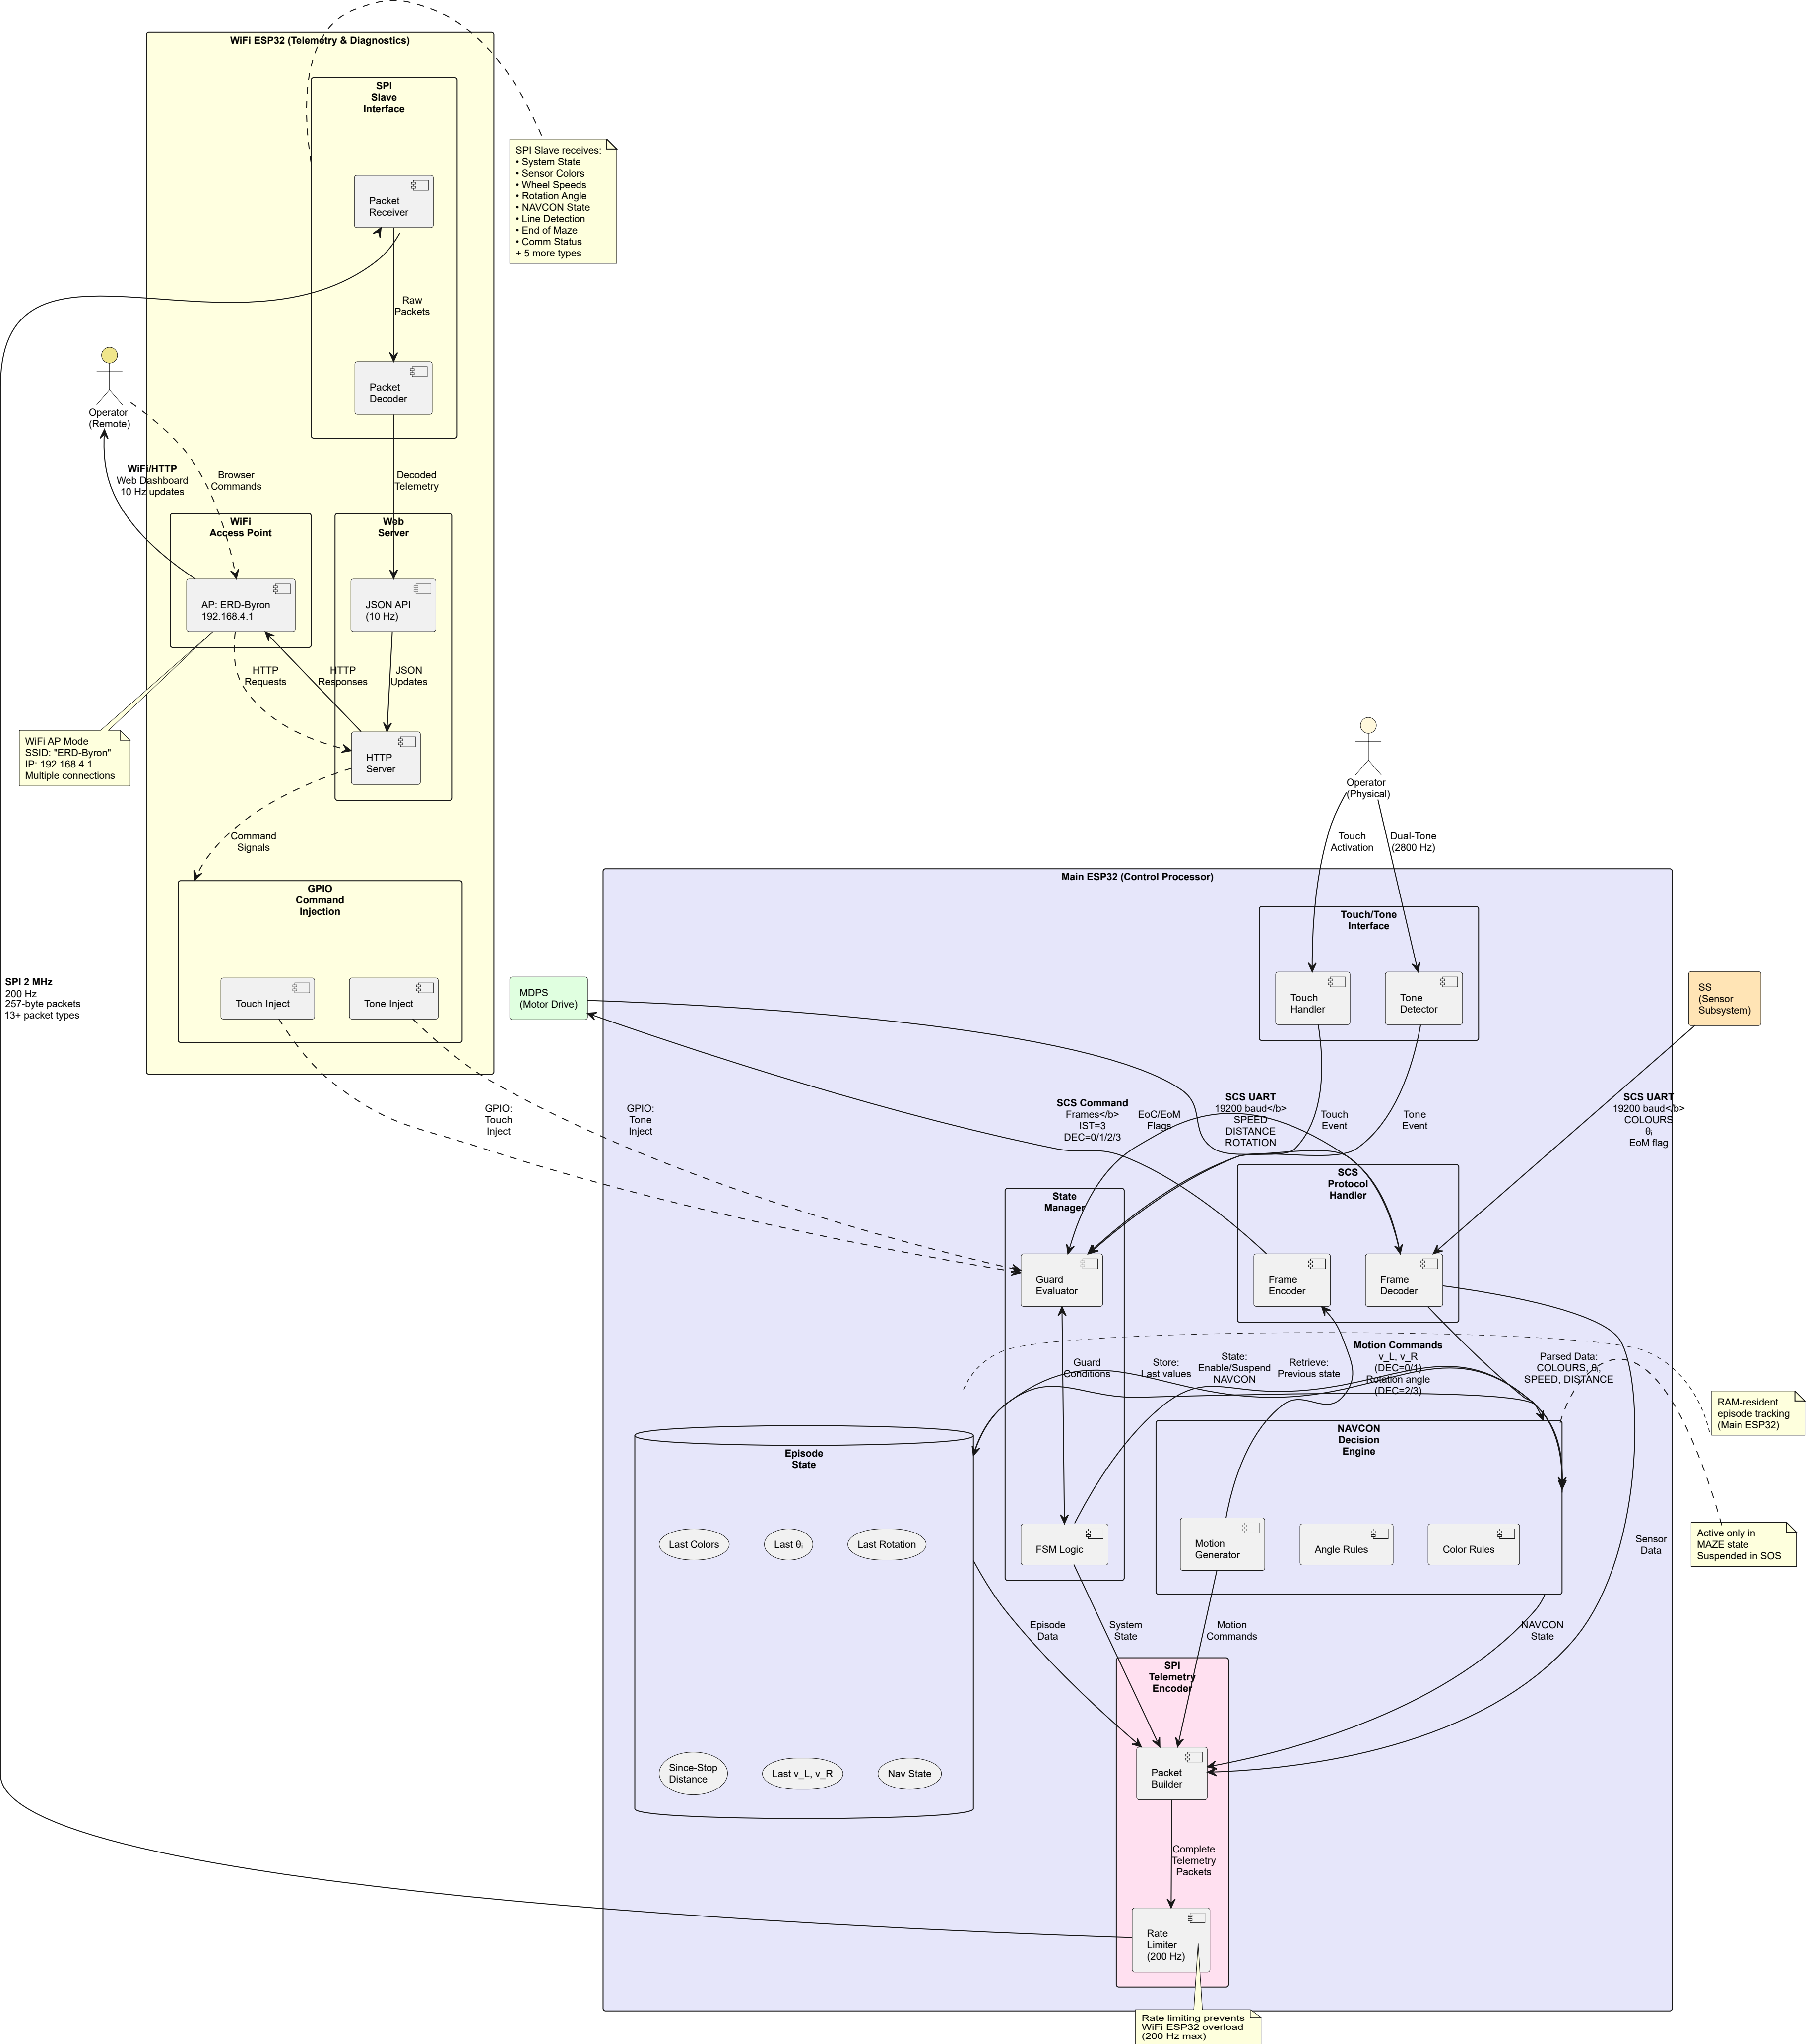 WiFi ESP32 (Telemetry & Diagnostics)
SPI
Slave
Interface
SPI Slave receives:
• System State
• Sensor Colors
• Wheel Speeds
• Rotation Angle
• NAVCON State
• Line Detection
• End of Maze
• Comm Status
+ 5 more types
Packet
Receiver
Raw
Packets
Packet
Decoder
Operator
(Remote)
WiFi/HTTP
Web Dashboard
10 Hz updates
Browser
Commands
Decoded
Telemetry
WiFi
Access Point
Web
Server
AP: ERD-Byron
192.168.4.1
JSON API
(10 Hz)
HTTP
Requests
HTTP
Responses
JSON
Updates
WiFi AP Mode
SSID: "ERD-Byron"
IP: 192.168.4.1
Multiple connections
HTTP
Server
Operator
(Physical)
Command
Signals
Touch
Activation
Dual-Tone
(2800 Hz)
GPIO
Command
Injection
Main ESP32 (Control Processor)
Touch/Tone
Interface
SPI 2 MHz
200 Hz
257-byte packets
13+ packet types
Touch Inject
Tone Inject
MDPS
(Motor Drive)
Touch
Handler
Tone
Detector
SS
(Sensor
Subsystem)
GPIO:
Touch
Inject
GPIO:
Tone
Inject
SCS Command
Frames</b>
IST=3
DEC=0/1/2/3
EoC/EoM
Flags
SCS UART
19200 baud</b>
SPEED
DISTANCE
ROTATION
Touch
Event
Tone
Event
SCS UART
19200 baud</b>
COLOURS
θᵢ
EoM flag
SCS
Protocol
Handler
State
Manager
Guard
Evaluator
Frame
Encoder
Frame
Decoder
Guard
Conditions
Store:
Last values
State:
Enable/Suspend
NAVCON
Retrieve:
Previous state
Motion Commands
v_L, v_R
(DEC=0/1)
Rotation angle
(DEC=2/3)
Parsed Data:
COLOURS, θᵢ,
SPEED, DISTANCE
RAM-resident
episode tracking
(Main ESP32)
Episode
State
NAVCON
Decision
Engine
Last Colors
Last θᵢ
Last Rotation
FSM Logic
Motion
Generator
Angle Rules
Color Rules
Sensor
Data
Active only in
MAZE state
Suspended in SOS
Episode
Data
System
State
Motion
Commands
NAVCON
State
SPI
Telemetry
Encoder
Since-Stop
Distance
Last v_L, v_R
Nav State
Packet
Builder
Complete
Telemetry
Packets
Rate
Limiter
(200 Hz)
Rate limiting prevents
WiFi ESP32 overload
(200 Hz max)